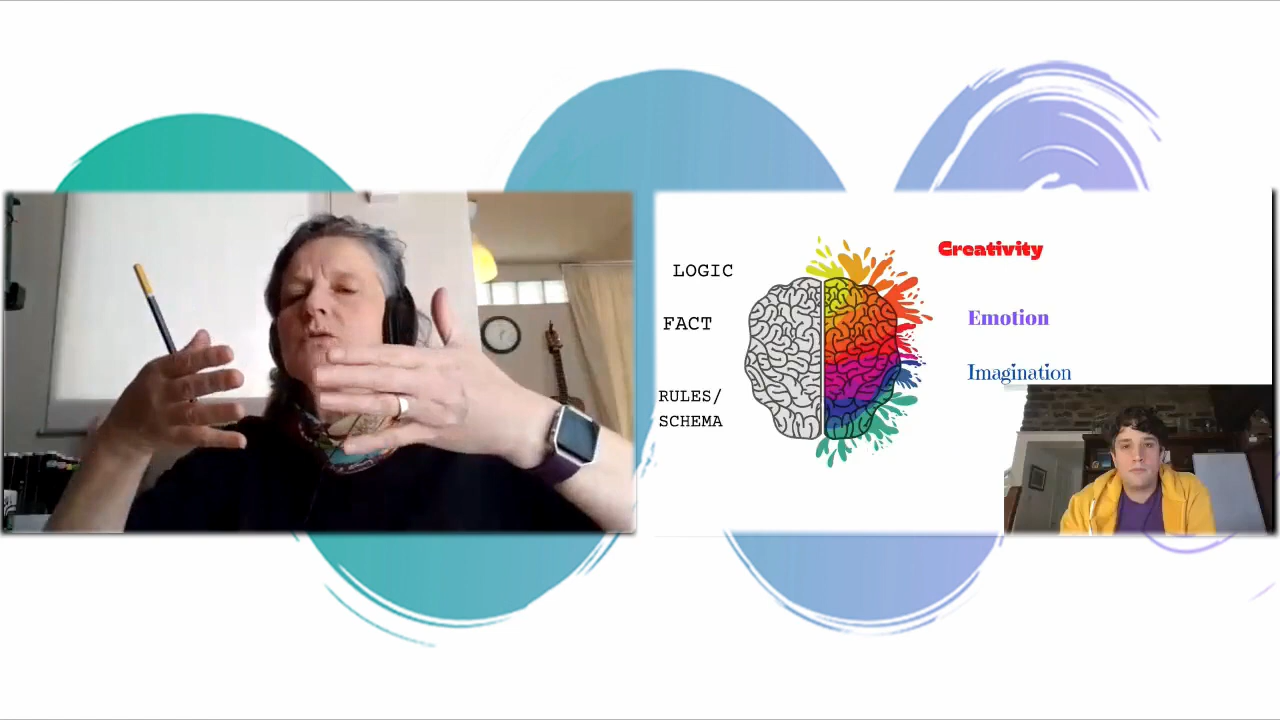 LOGIC
FACT
RULES/
SCHEMA
Creativity
Emotion
Imagination